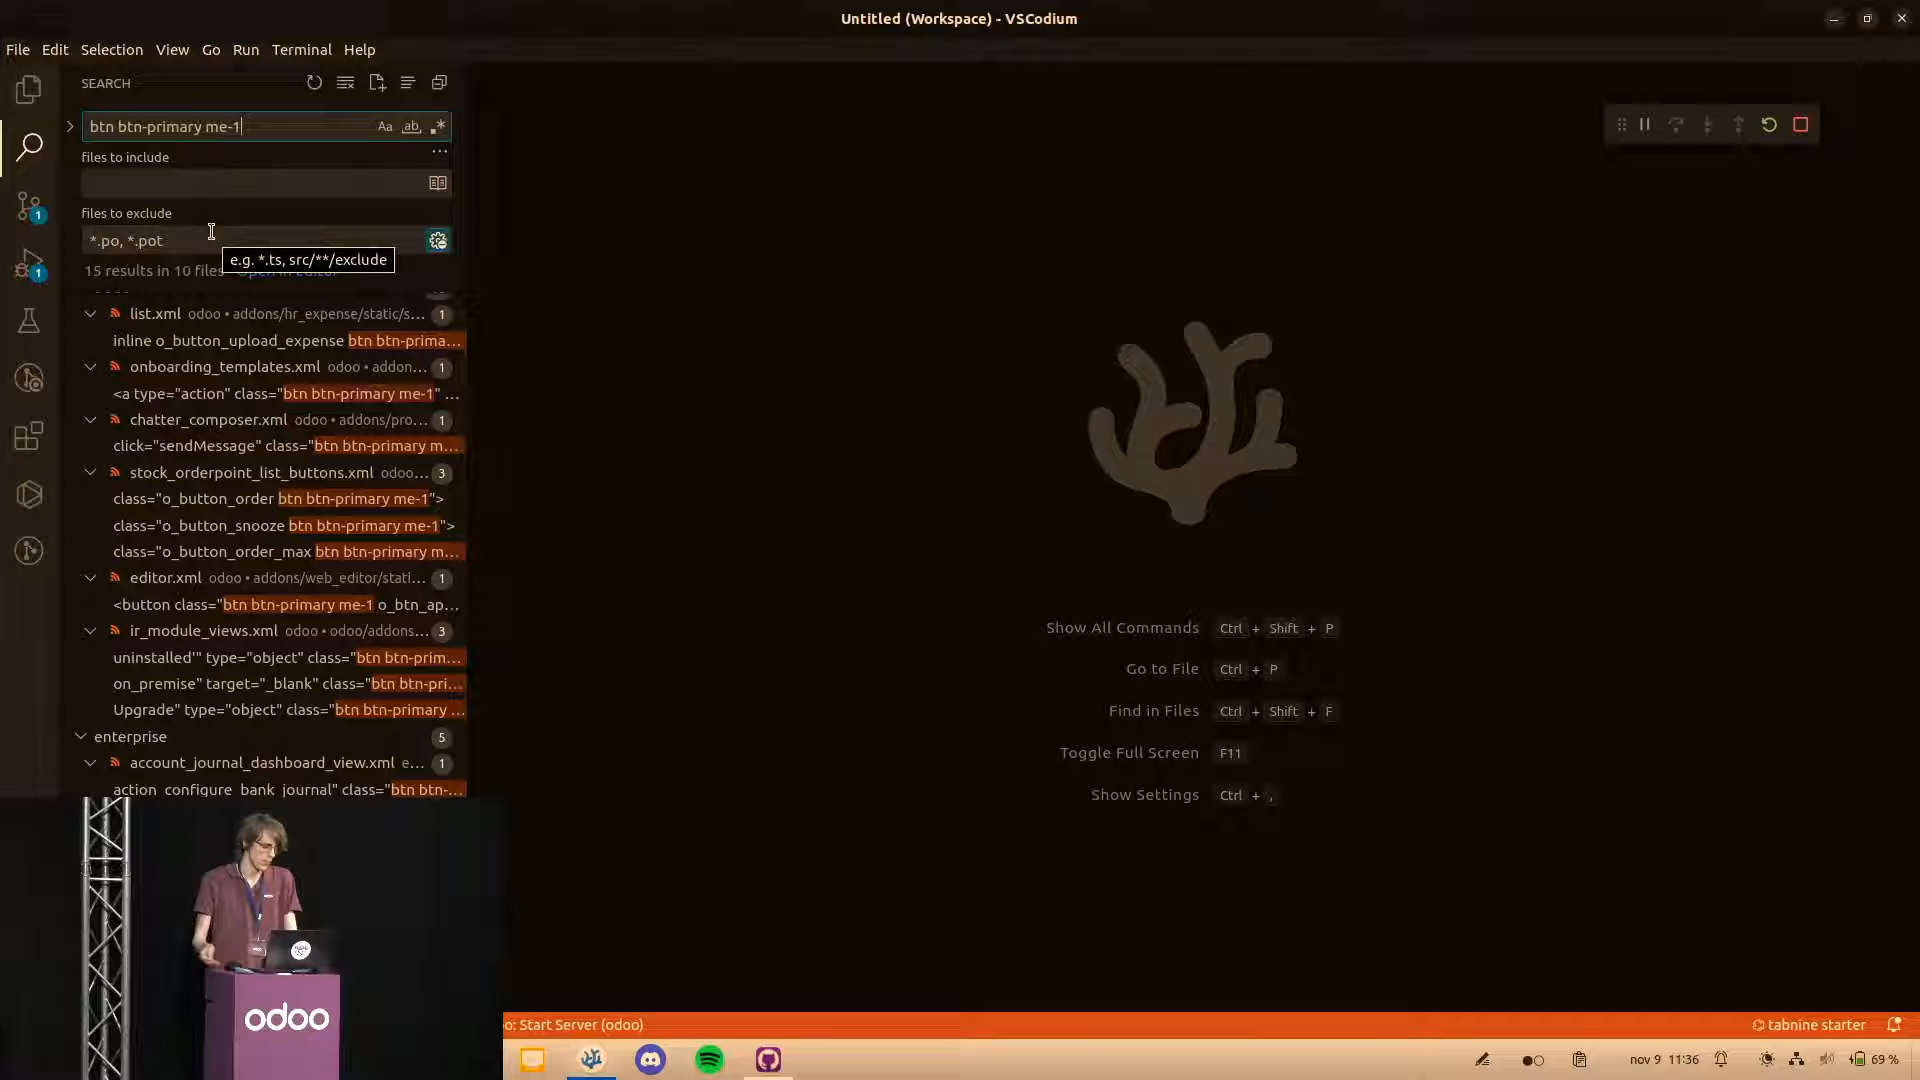 Untitled (Workspace) - VSCodium
File Edit Selection View Go Run Terminal Help
SEARCH
btn btn-primary me-1
Aa ab
files to include
files to exclude
*.po, *.pot
e.g. *.ts, src/**/exclude
15 results in 10 files
list.xml odoo • addons/hr_expense/static/s... 1
inline o_button_upload_expense btn btn-prima...
onboarding_templates.xml odoo • addon... 1
<a type="action" class="btn btn-primary me-1" ...
chatter_composer.xml odoo • addons/pro... 1
click="sendMessage" class="btn btn-primary m...
stock_orderpoint_list_buttons.xml odoo... 3
class="o_button_order btn btn-primary me-1">
class="o_button_snooze btn btn-primary me-1">
class="o_button_order_max btn btn-primary m...
editor.xml odoo • addons/web_editor/stati... 1
<button class="btn btn-primary me-1 o_btn_ap...
ir_module_views.xml odoo • odoo/addons... 3
uninstalled'" type="object" class="btn btn-prim...
on_premise" target="_blank" class="btn btn-pri...
Upgrade" type="object" class="btn btn-primary ...
enterprise 5
account_journal_dashboard_view.xml e... 1
action_configure_bank_journal" class="btn btn-...
1
1
Show All Commands Ctrl + Shift + P
Go to File Ctrl + P
Find in Files Ctrl + Shift + F
Toggle Full Screen F11
Show Settings Ctrl + ,
odoo
o: Start Server (odoo)
tabnine starter
nov 9 11:36
69 %